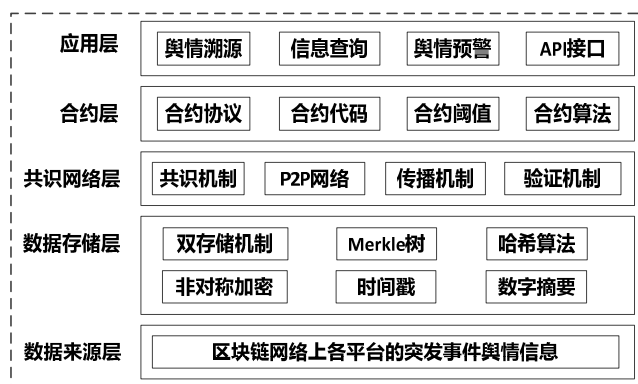 应用层
舆情溯源 信息查询 舆情预警 API接口
合约层
合约协议 合约代码 合约阈值 合约算法
共识网络层
共识机制 P2P网络 传播机制 验证机制
数据存储层
双存储机制 Merkle树 哈希算法
非对称加密 时间戳 数字摘要
数据来源层
区块链网络上各平台的突发事件舆情信息